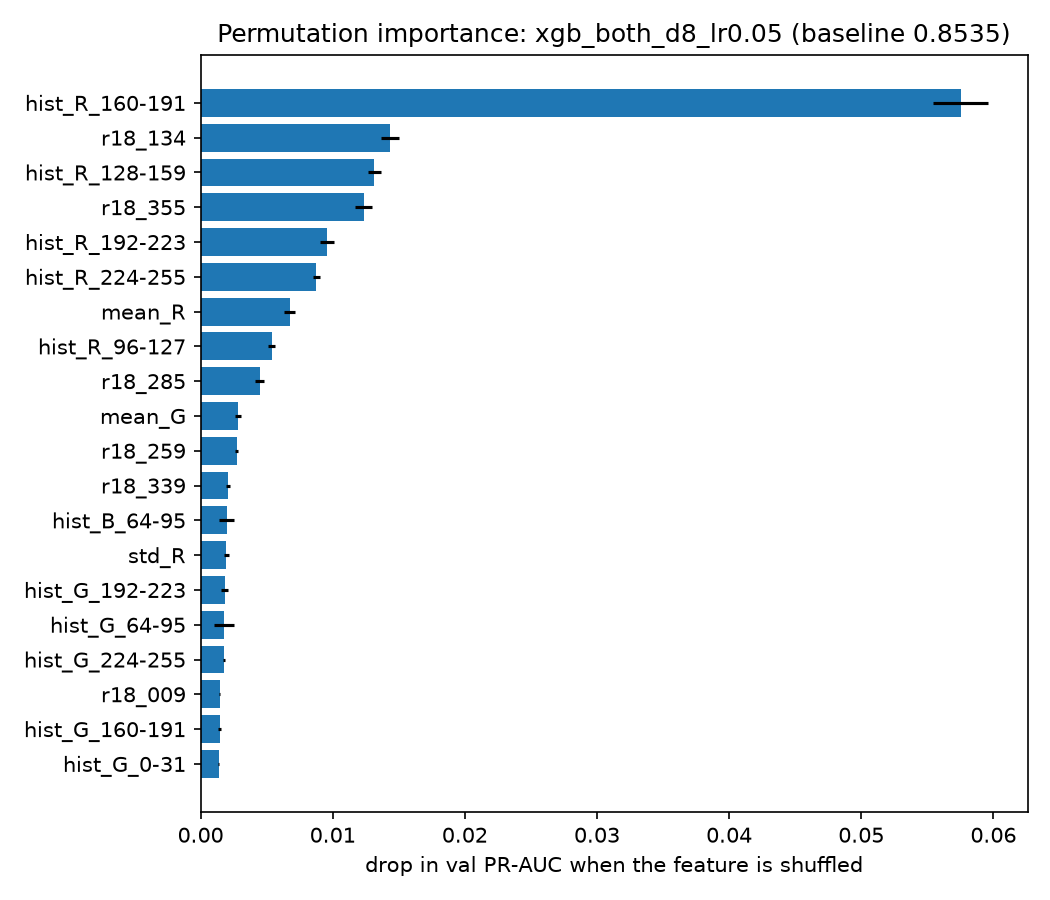 Permutation importance: xgb_both_d8_lr0.05 (baseline 0.8535)
hist_R_160-191
r18_134
hist_R_128-159
r18_355
hist_R_192-223
hist_R_224-255
mean_R
hist_R_96-127
r18_285
mean_G
r18_259
r18_339
hist_B_64-95
std_R
hist_G_192-223
hist_G_64-95
hist_G_224-255
r18_009
hist_G_160-191
hist_G_0-31
0.00 0.01 0.02 0.03 0.04 0.05 0.06
drop in val PR-AUC when the feature is shuffled